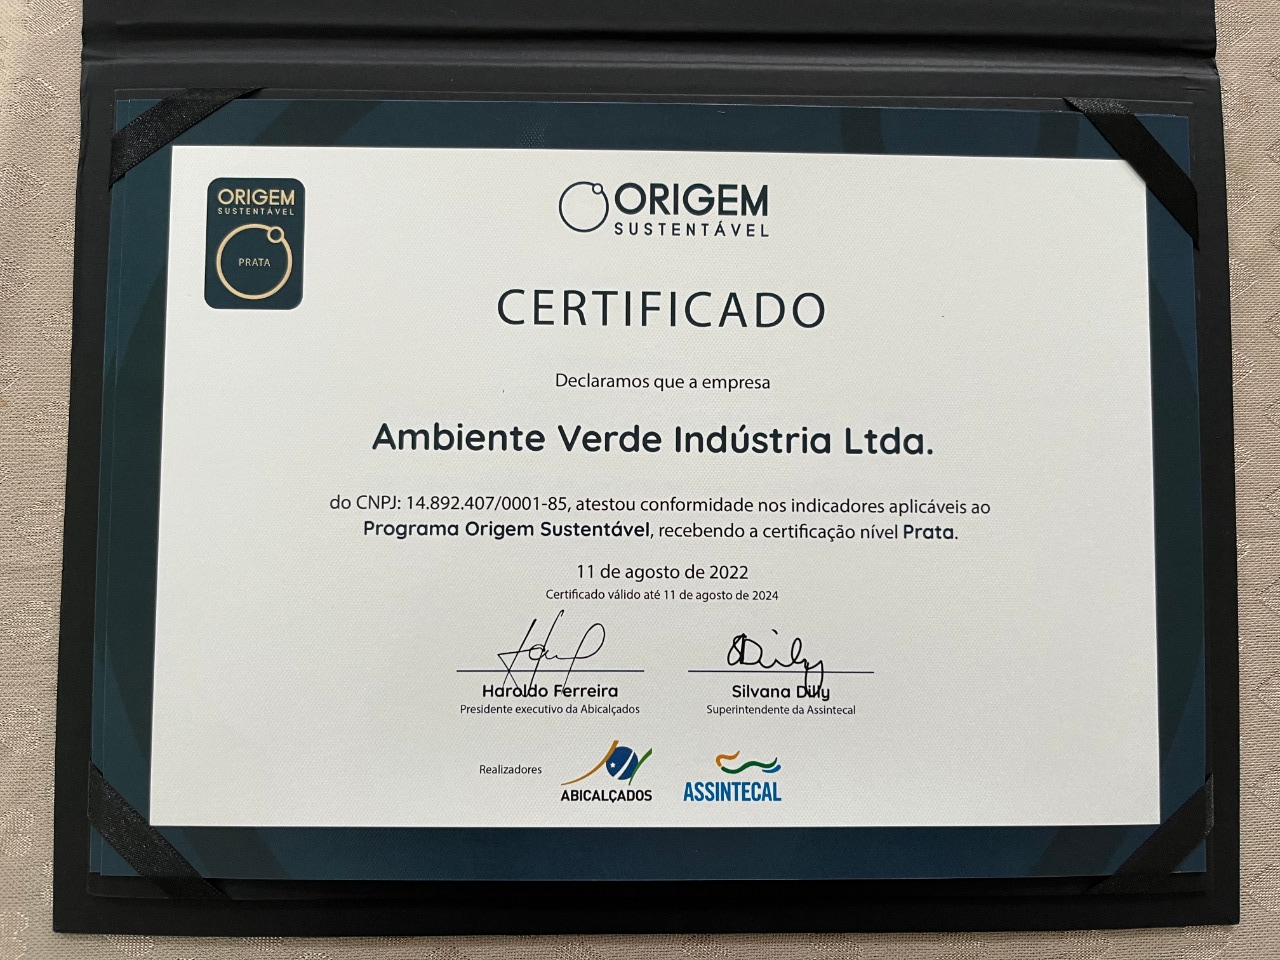 ORIGEM
SUSTENTÁVEL
PRATA
ORIGEM
SUSTENTÁVEL
CERTIFICADO
Declaramos que a empresa
Ambiente Verde Indústria Ltda.
do CNPJ: 14.892.407/0001-85, atestou conformidade nos indicadores aplicáveis ao
Programa Origem Sustentável, recebendo a certificação nível Prata.
11 de agosto de 2022
Certificado válido até 11 de agosto de 2024
Haroldo Ferreira
Presidente executivo da Abicalçados
Dilly
Silvana Dilly
Superintendente da Assintecal
Realizadores
ABICALÇADOS
ASSINTECAL